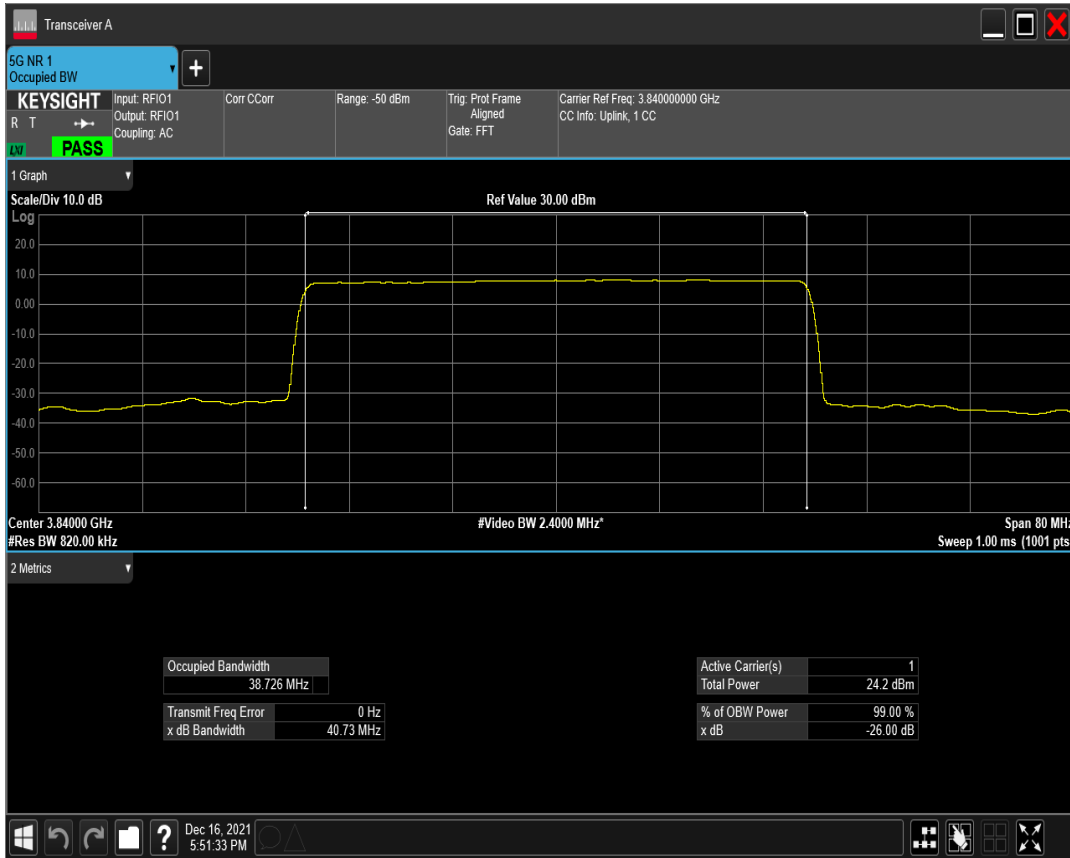 Transceiver A
5G NR 1
Occupied BW
+
KEYSIGHT
R T
LXI
PASS
Input: RFIO1
Output: RFIO1
Coupling: AC
Corr CCorr
Range: -50 dBm
Trig: Prot Frame
Aligned
Gate: FFT
Carrier Ref Freq: 3.840000000 GHz
CC Info: Uplink, 1 CC
1 Graph
Scale/Div 10.0 dB
Ref Value 30.00 dBm
Log
20.0
10.0
0.00
-10.0
-20.0
-30.0
-40.0
-50.0
-60.0
Center 3.84000 GHz
#Video BW 2.4000 MHz*
Span 80 MHz
#Res BW 820.00 kHz
Sweep 1.00 ms (1001 pts
2 Metrics
Occupied Bandwidth
38.726 MHz
Transmit Freq Error 0 Hz
x dB Bandwidth 40.73 MHz
Active Carrier(s) 1
Total Power 24.2 dBm
% of OBW Power 99.00 %
x dB -26.00 dB
?
Dec 16, 2021
5:51:33 PM